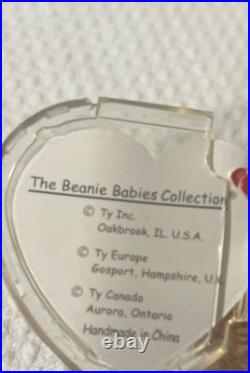 The Beanie Babies Collection®
© Ty Inc.
Oakbrook, IL. U.S.A.
© Ty Europe
Gosport, Hampshire, U.K
© Ty Canada
Aurora, Ontario
Handmade in China